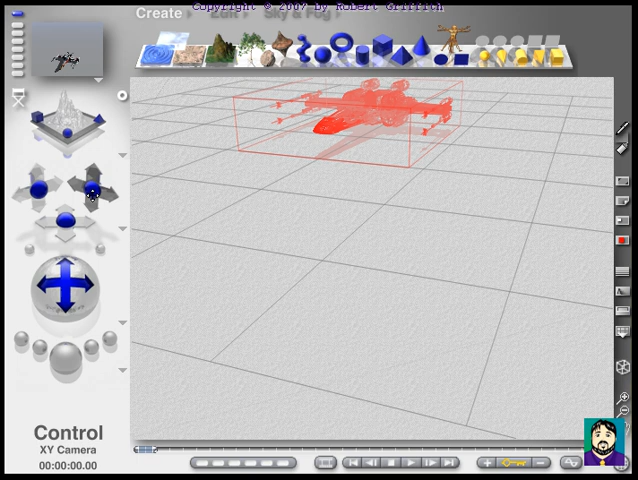 Copyright © 2007 by Robert Griffith
Create Edit Sky & Fog
Control
XY Camera
00:00:00.00